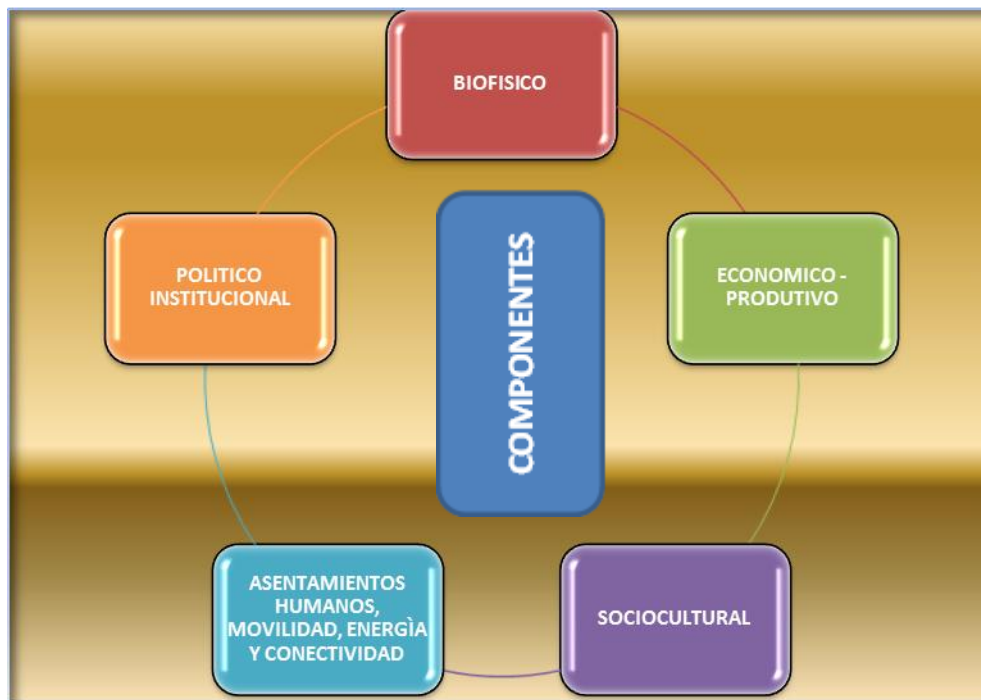 BIOFISICO
POLITICO
INSTITUCIONAL
COMPONENTES
ECONOMICO -
PRODUTIVO
ASENTAMIENTOS
HUMANOS,
MOVILIDAD, ENERGÌA
Y CONECTIVIDAD
SOCIOCULTURAL